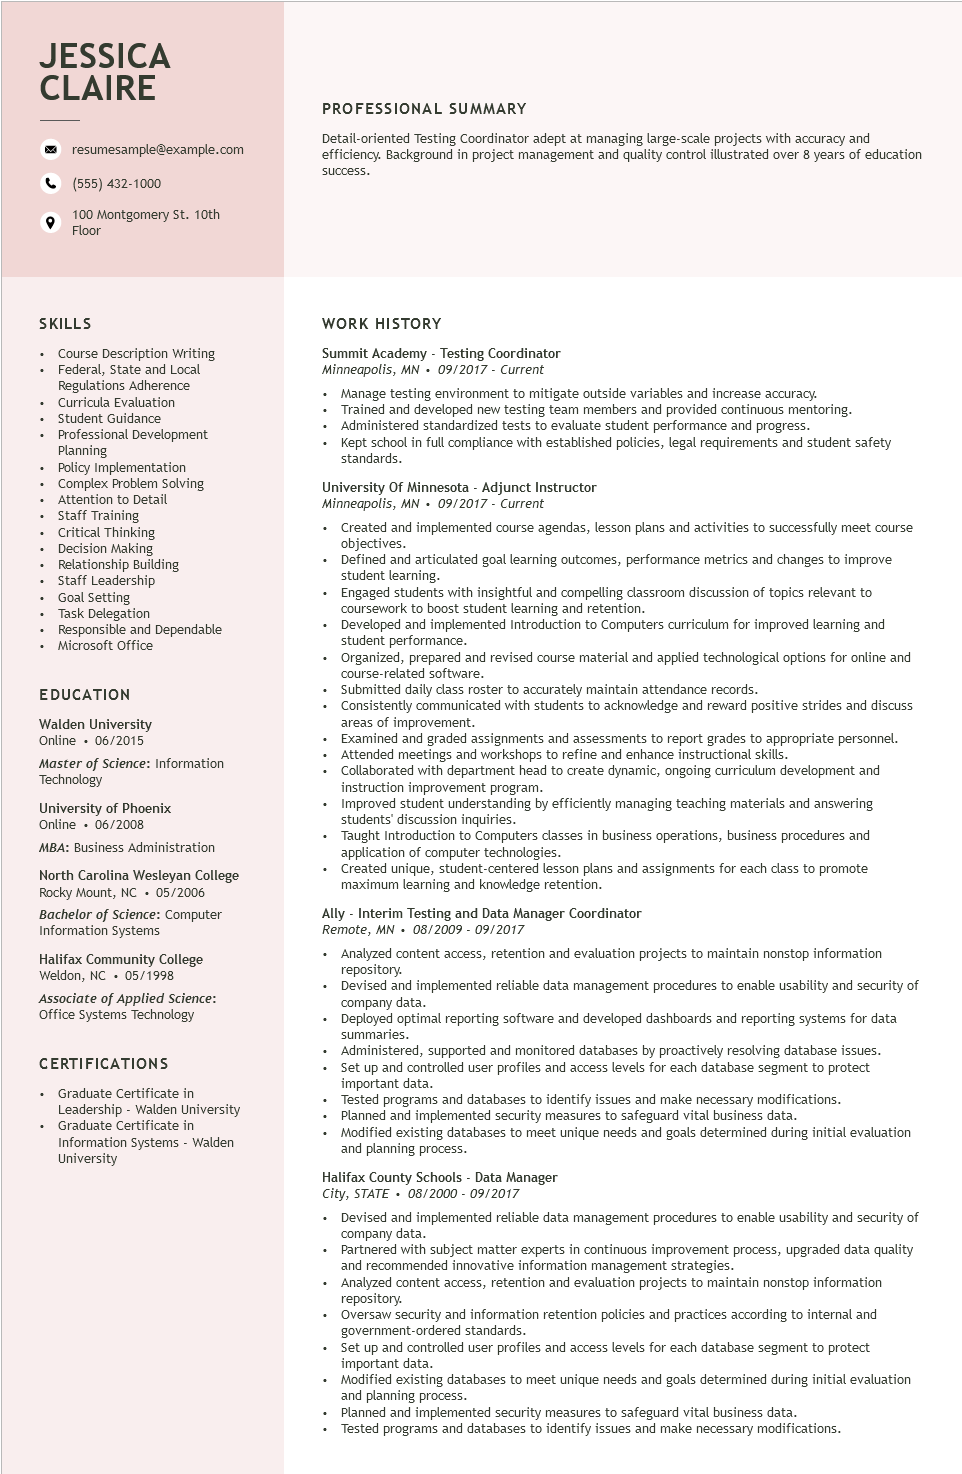 JESSICA
CLAIRE
resumesample@example.com
(555) 432-1000
100 Montgomery St. 10th
Floor
PROFESSIONAL SUMMARY
Detail-oriented Testing Coordinator adept at managing large-scale projects with accuracy and
efficiency. Background in project management and quality control illustrated over 8 years of education
success.
SKILLS
• Course Description Writing
• Federal, State and Local
Regulations Adherence
• Curricula Evaluation
• Student Guidance
• Professional Development
Planning
• Policy Implementation
• Complex Problem Solving
• Attention to Detail
• Staff Training
• Critical Thinking
• Decision Making
• Relationship Building
• Staff Leadership
• Goal Setting
• Task Delegation
• Responsible and Dependable
• Microsoft Office
EDUCATION
Walden University
Online • 06/2015
Master of Science: Information
Technology
University of Phoenix
Online • 06/2008
MBA: Business Administration
North Carolina Wesleyan College
Rocky Mount, NC • 05/2006
Bachelor of Science: Computer
Information Systems
Halifax Community College
Weldon, NC • 05/1998
Associate of Applied Science:
Office Systems Technology
CERTIFICATIONS
• Graduate Certificate in
Leadership - Walden University
• Graduate Certificate in
Information Systems - Walden
University
WORK HISTORY
Summit Academy - Testing Coordinator
Minneapolis, MN • 09/2017 - Current
• Manage testing environment to mitigate outside variables and increase accuracy.
• Trained and developed new testing team members and provided continuous mentoring.
• Administered standardized tests to evaluate student performance and progress.
• Kept school in full compliance with established policies, legal requirements and student safety
standards.
University Of Minnesota - Adjunct Instructor
Minneapolis, MN • 09/2017 - Current
• Created and implemented course agendas, lesson plans and activities to successfully meet course
objectives.
• Defined and articulated goal learning outcomes, performance metrics and changes to improve
student learning.
• Engaged students with insightful and compelling classroom discussion of topics relevant to
coursework to boost student learning and retention.
• Developed and implemented Introduction to Computers curriculum for improved learning and
student performance.
• Organized, prepared and revised course material and applied technological options for online and
course-related software.
• Submitted daily class roster to accurately maintain attendance records.
• Consistently communicated with students to acknowledge and reward positive strides and discuss
areas of improvement.
• Examined and graded assignments and assessments to report grades to appropriate personnel.
• Attended meetings and workshops to refine and enhance instructional skills.
• Collaborated with department head to create dynamic, ongoing curriculum development and
instruction improvement program.
• Improved student understanding by efficiently managing teaching materials and answering
students' discussion inquiries.
• Taught Introduction to Computers classes in business operations, business procedures and
application of computer technologies.
• Created unique, student-centered lesson plans and assignments for each class to promote
maximum learning and knowledge retention.
Ally - Interim Testing and Data Manager Coordinator
Remote, MN • 08/2009 - 09/2017
• Analyzed content access, retention and evaluation projects to maintain nonstop information
repository.
• Devised and implemented reliable data management procedures to enable usability and security of
company data.
• Deployed optimal reporting software and developed dashboards and reporting systems for data
summaries.
• Administered, supported and monitored databases by proactively resolving database issues.
• Set up and controlled user profiles and access levels for each database segment to protect
important data.
• Tested programs and databases to identify issues and make necessary modifications.
• Planned and implemented security measures to safeguard vital business data.
• Modified existing databases to meet unique needs and goals determined during initial evaluation
and planning process.
Halifax County Schools - Data Manager
City, STATE • 08/2000 - 09/2017
• Devised and implemented reliable data management procedures to enable usability and security of
company data.
• Partnered with subject matter experts in continuous improvement process, upgraded data quality
and recommended innovative information management strategies.
• Analyzed content access, retention and evaluation projects to maintain nonstop information
repository.
• Oversaw security and information retention policies and practices according to internal and
government-ordered standards.
• Set up and controlled user profiles and access levels for each database segment to protect
important data.
• Modified existing databases to meet unique needs and goals determined during initial evaluation
and planning process.
• Planned and implemented security measures to safeguard vital business data.
• Tested programs and databases to identify issues and make necessary modifications.